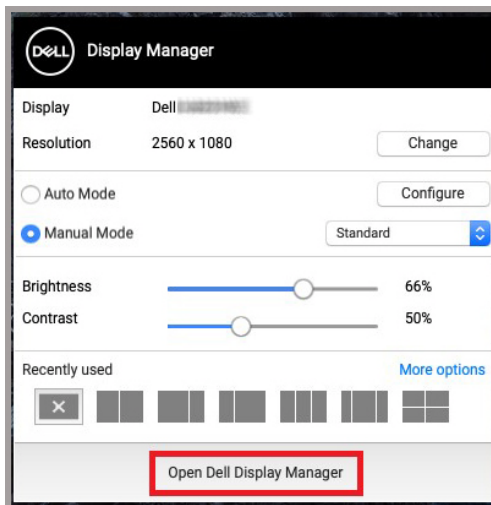 DELL Display Manager
Display Dell
Resolution 2560 x 1080 Change
Auto Mode Configure
Manual Mode Standard
Brightness 66%
Contrast 50%
Recently used More options
Open Dell Display Manager